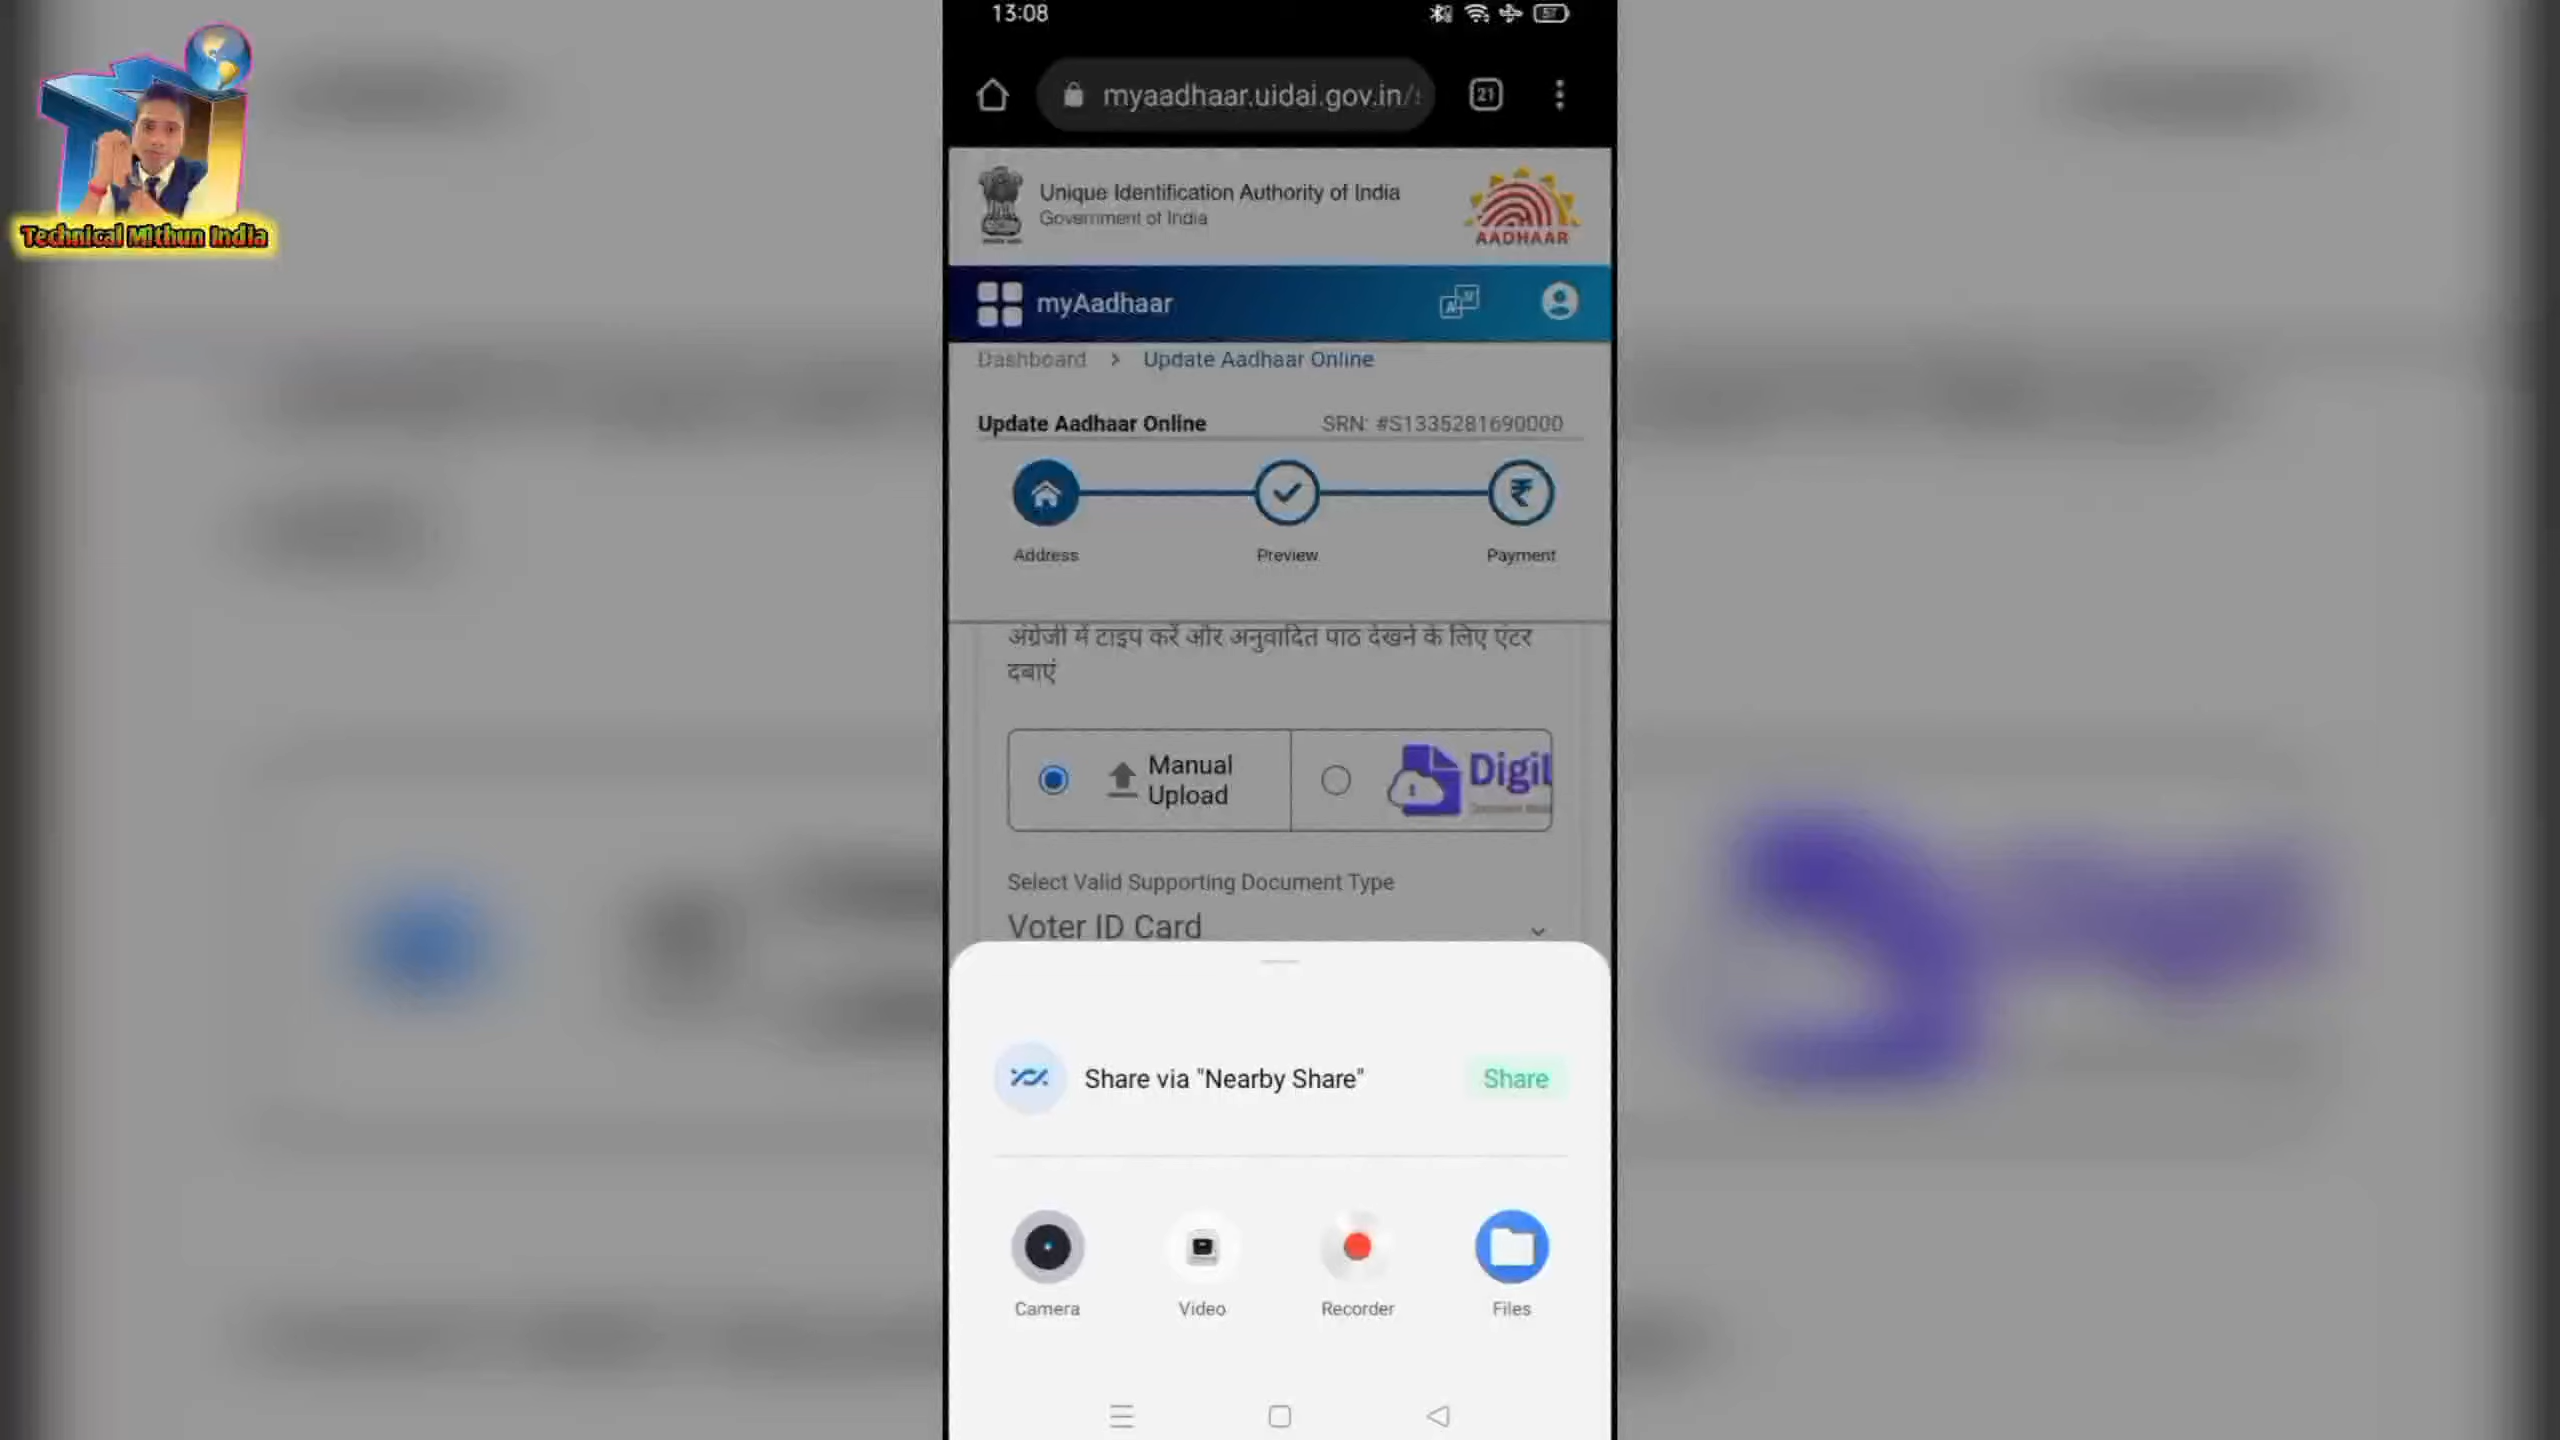 Technical Mithun India
13:08
57
myaadhaar.uidai.gov.in/
21
Unique Identification Authority of India
Government of India
AADHAAR
myAadhaar
Dashboard > Update Aadhaar Online
Update Aadhaar Online
SRN: #S1335281690000
Address
Preview
Payment
अंग्रेजी में टाइप करें और अनुवादित पाठ देखने के लिए एंटर
दबाएं
Manual
Upload
Digil
Select Valid Supporting Document Type
Voter ID Card
Share via "Nearby Share"
Share
Camera
Video
Recorder
Files